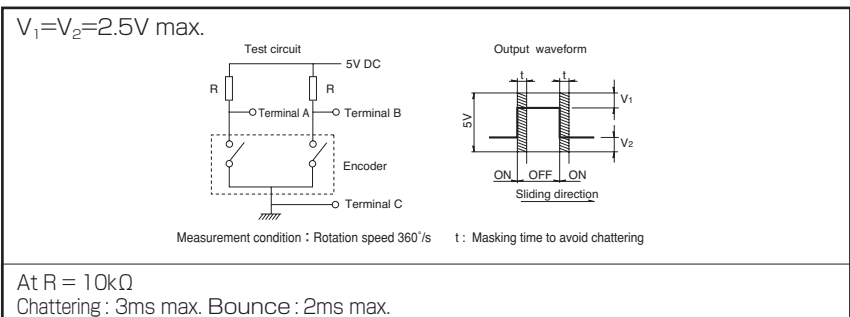 V₁=V₂=2.5V max.
Test circuit
Output waveform
5V DC
R
R
Terminal A
Terminal B
Encoder
Terminal C
t
t
V₁
5V
V₂
ON
OFF
ON
Sliding direction
Measurement condition : Rotation speed 360°/s t : Masking time to avoid chattering
At R = 10kΩ
Chattering : 3ms max. Bounce : 2ms max.